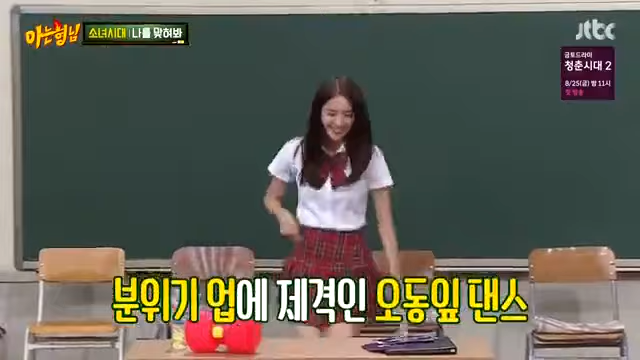 아는형님
소녀시대 | 나를 맞혀봐
jtbc
금토드라마
청춘시대 2
8/25(금) 밤 11시
첫 방송
분위기 업에 제격인 오동잎 댄스